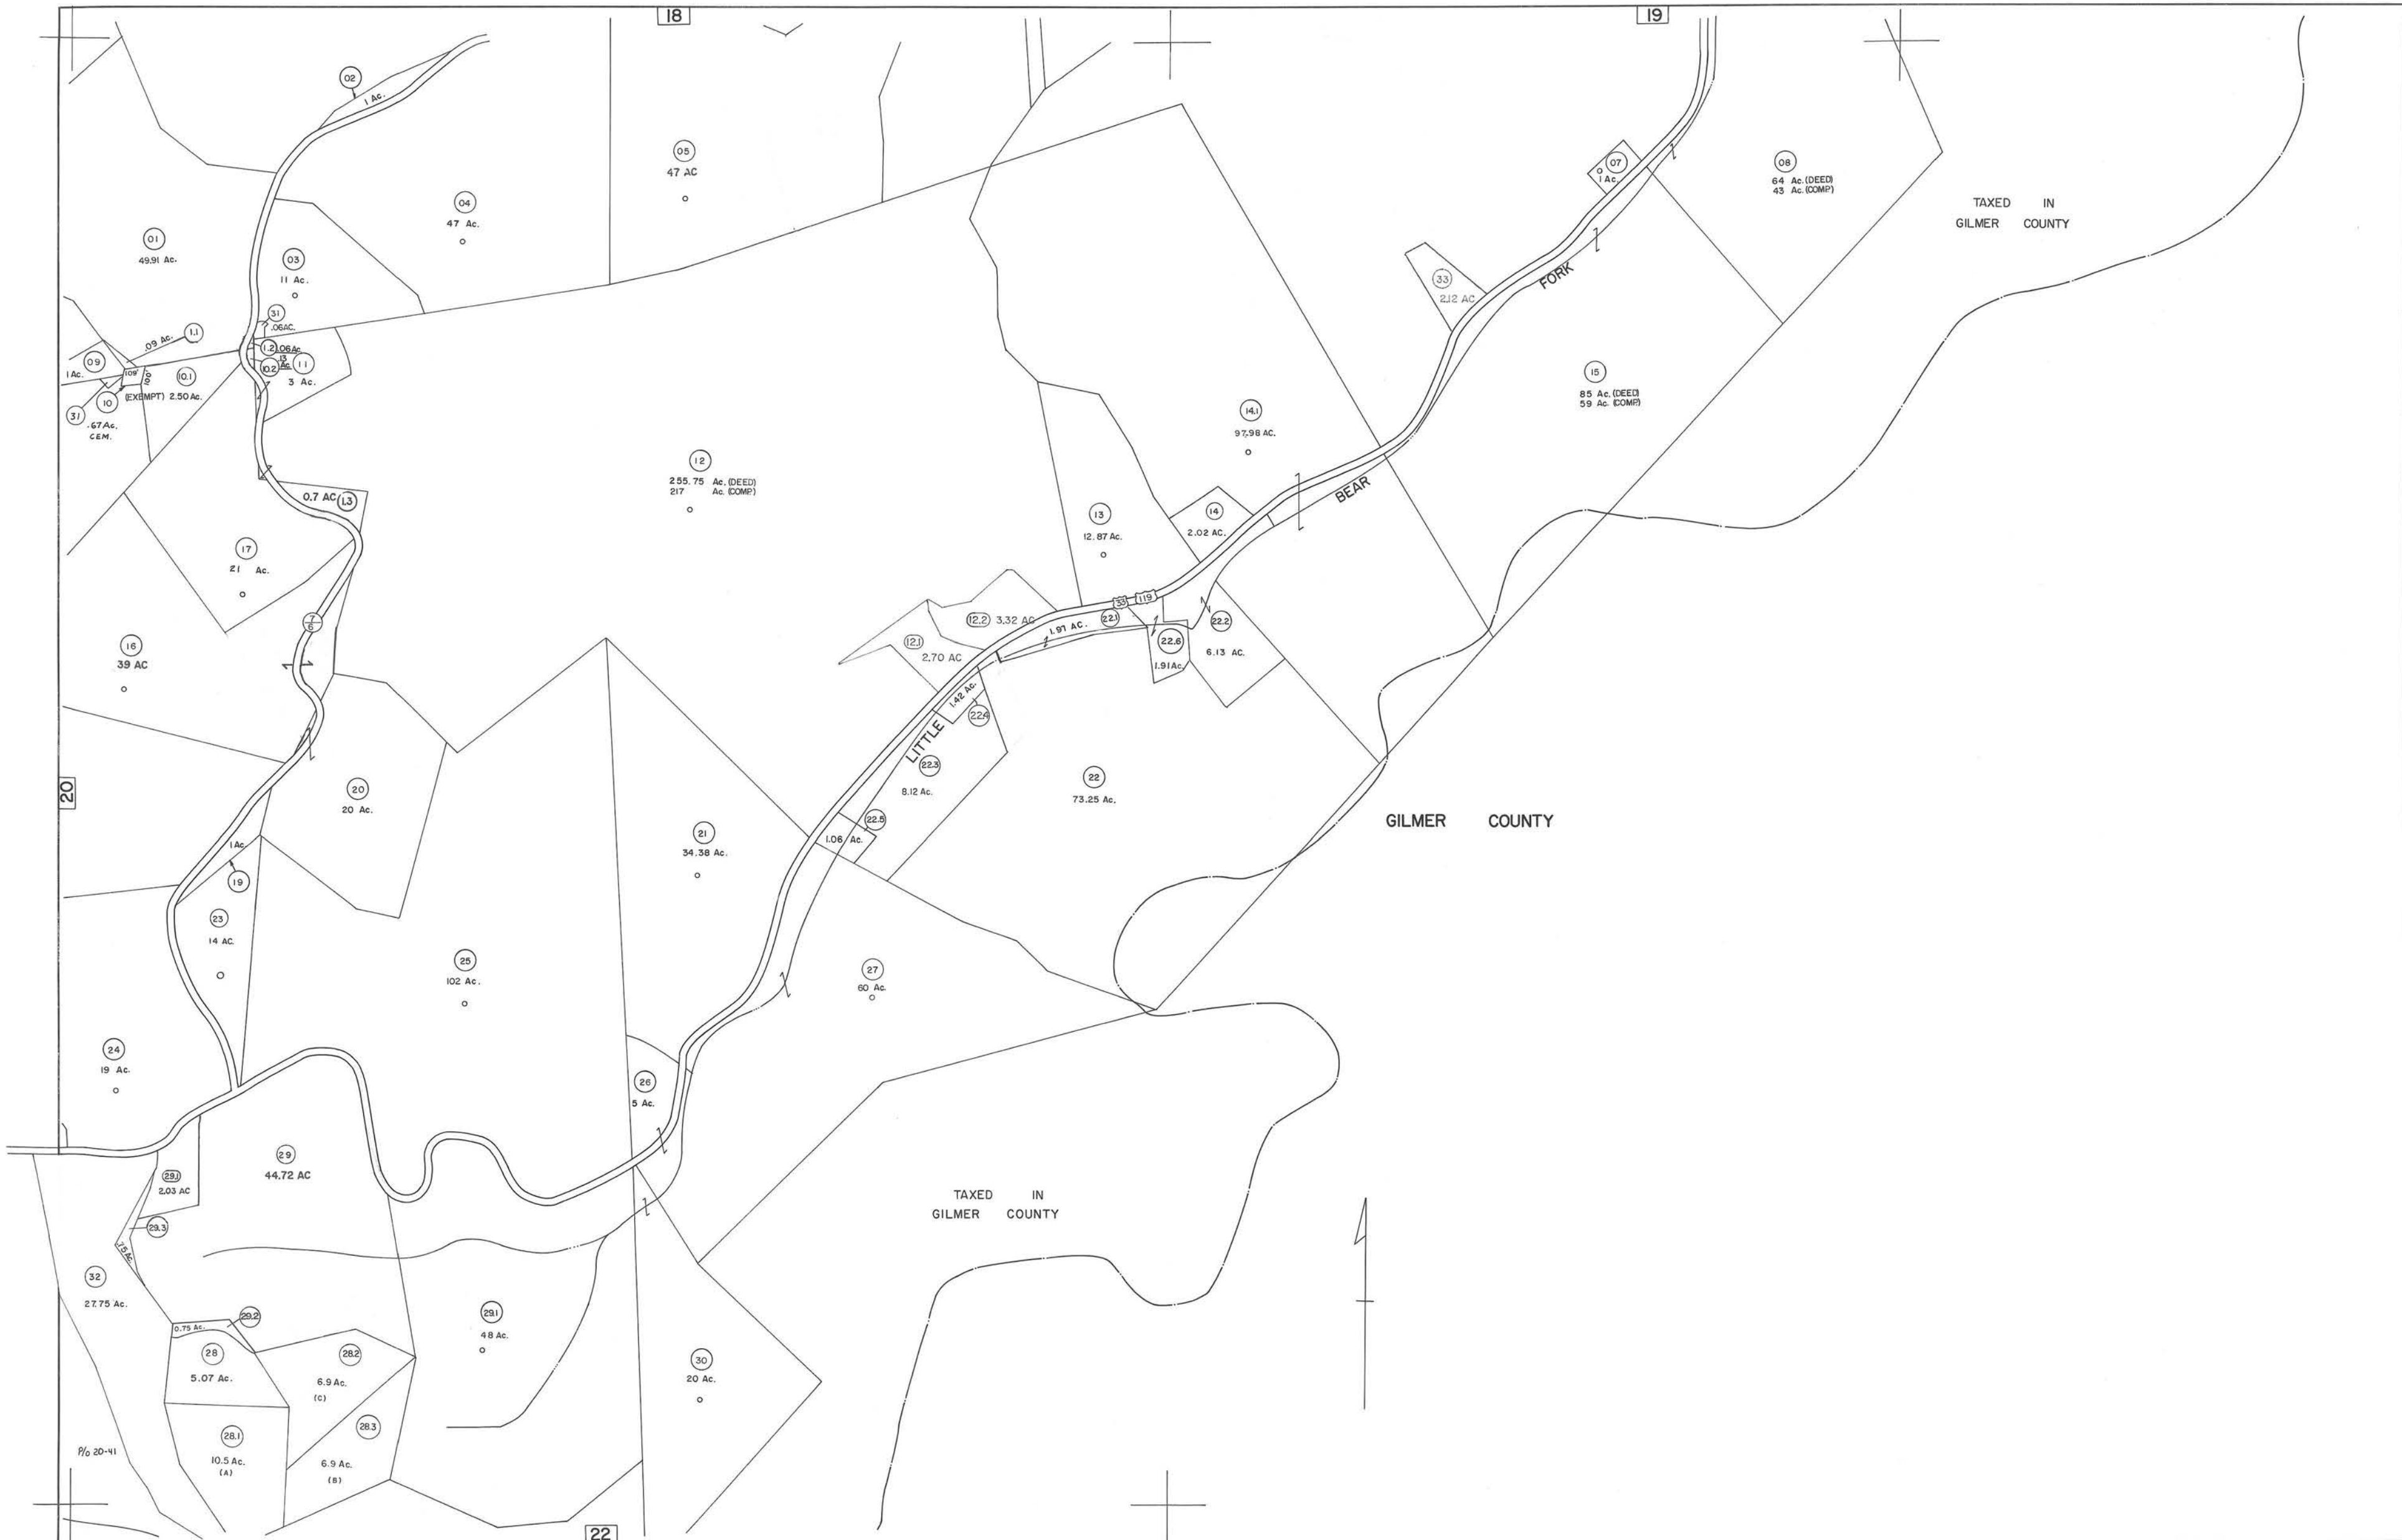 18
19
02
1 Ac.
05
47 AC
07
1 Ac.
08
64 Ac. (DEED)
43 Ac. (COMP.)
TAXED IN
GILMER COUNTY
04
47 Ac.
01
49.91 Ac.
03
11 Ac.
33
2.12 AC
FORK
31
.06AC.
1.1
.09 Ac.
1.2
.06Ac.
.13
Ac
10.2
11
3 Ac.
09
1 Ac.
109'
100'
10.1
(EXEMPT) 2.50 Ac.
10
31
.67Ac.
CEM.
15
85 Ac. (DEED)
59 Ac. (COMP.)
14.1
97.98 AC.
12
255.75 Ac. (DEED)
217 Ac. (COMP.)
0.7 AC
1.3
BEAR
13
12.87 Ac.
14
2.02 AC.
17
21 Ac.
7
6
33
119
12.2
3.32 AC
12.1
2.70 AC
1.97 AC.
22.1
22.2
6.13 AC.
22.6
1.91Ac.
16
39 AC
1.42 Ac.
22.4
LITTLE
22.3
8.12 Ac.
22
73.25 Ac.
20
20
20 Ac.
21
34.38 Ac.
22.5
1.06 Ac.
GILMER COUNTY
1 Ac.
19
23
14 AC.
25
102 Ac.
27
60 Ac.
24
19 Ac.
26
5 Ac.
29
44.72 AC
29.1
2.03 AC
29.3
.75 Ac.
TAXED IN
GILMER COUNTY
32
27.75 Ac.
29.2
0.75 Ac.
29.1
48 Ac.
28
5.07 Ac.
28.2
6.9 Ac.
(C)
30
20 Ac.
28.3
6.9 Ac.
(B)
28.1
10.5 Ac.
(A)
P/o 20-41
22